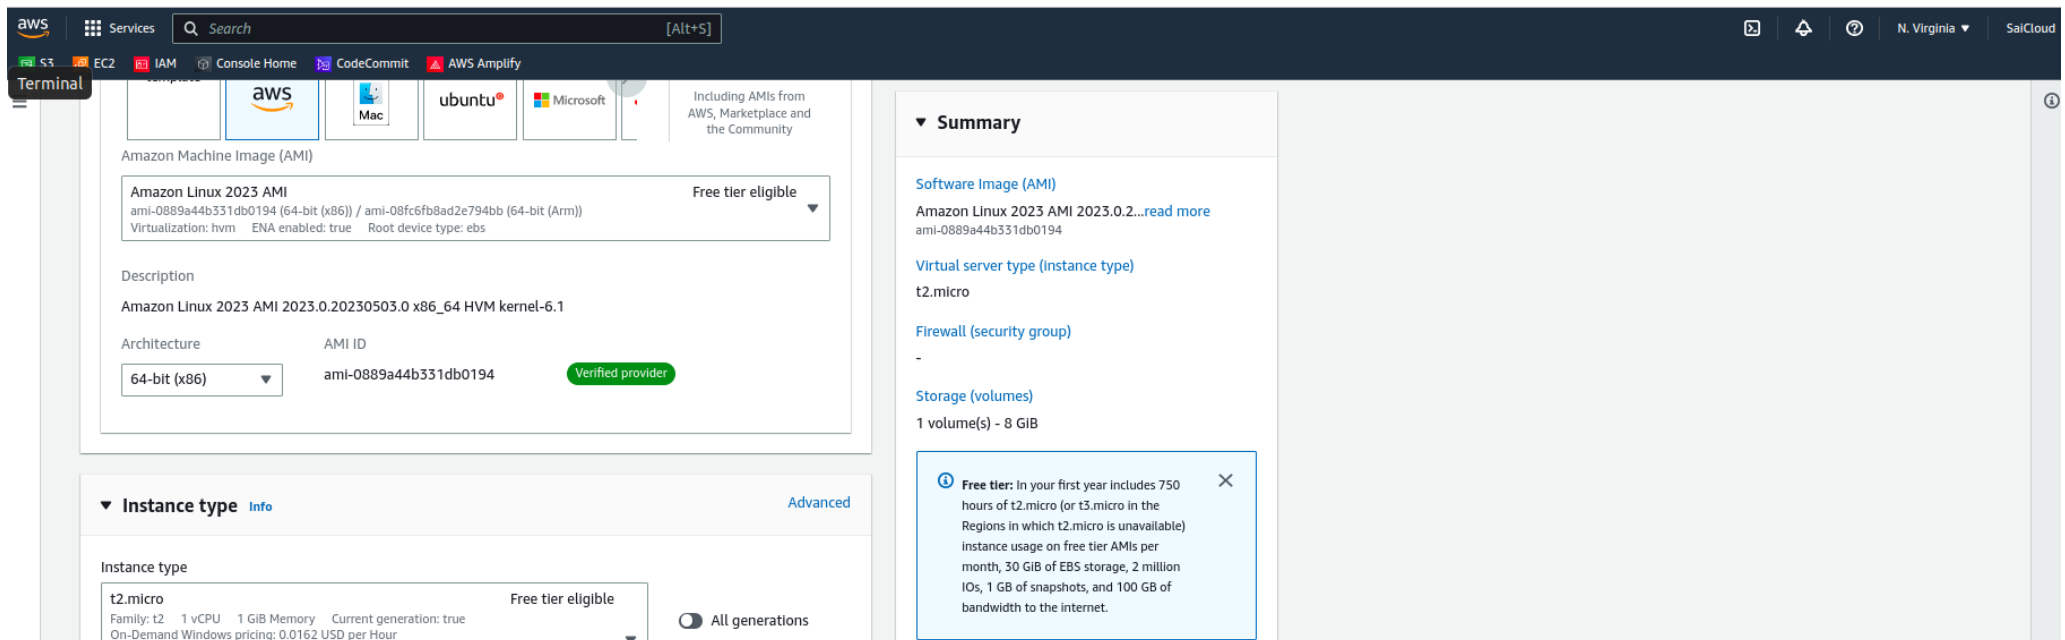 aws
Services
Search
[Alt+S]
N. Virginia
SaiCloud
S3
EC2
IAM
Console Home
CodeCommit
AWS Amplify
Terminal
aws
Mac
ubuntu
Microsoft
Including AMIs from
AWS, Marketplace and
the Community
Amazon Machine Image (AMI)
Amazon Linux 2023 AMI
Free tier eligible
ami-0889a44b331db0194 (64-bit (x86)) / ami-08fc6fb8ad2e794bb (64-bit (Arm))
Virtualization: hvm ENA enabled: true Root device type: ebs
Description
Amazon Linux 2023 AMI 2023.0.20230503.0 x86_64 HVM kernel-6.1
Architecture
AMI ID
64-bit (x86)
ami-0889a44b331db0194
Verified provider
Instance type Info
Advanced
Instance type
t2.micro
Free tier eligible
Family: t2 1 vCPU 1 GiB Memory Current generation: true
On-Demand Windows pricing: 0.0162 USD per Hour
All generations
Summary
Software Image (AMI)
Amazon Linux 2023 AMI 2023.0.2...read more
ami-0889a44b331db0194
Virtual server type (instance type)
t2.micro
Firewall (security group)
-
Storage (volumes)
1 volume(s) - 8 GiB
Free tier: In your first year includes 750
hours of t2.micro (or t3.micro in the
Regions in which t2.micro is unavailable)
instance usage on free tier AMIs per
month, 30 GiB of EBS storage, 2 million
IOs, 1 GB of snapshots, and 100 GB of
bandwidth to the internet.